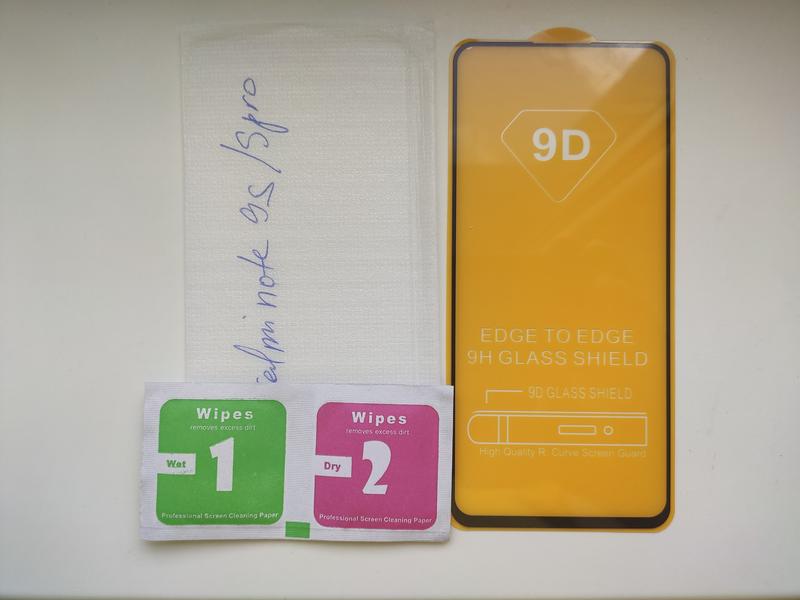 edmi note 9s/9pro
9D
EDGE TO EDGE
9H GLASS SHIELD
9D GLASS SHIELD
High Quality R. Curve Screen Guard
Wipes
removes excess dirt
Wet
1
Professional Screen Cleaning Paper
Wipes
removes excess dirt
Dry
2
Professional Screen Cleaning Paper